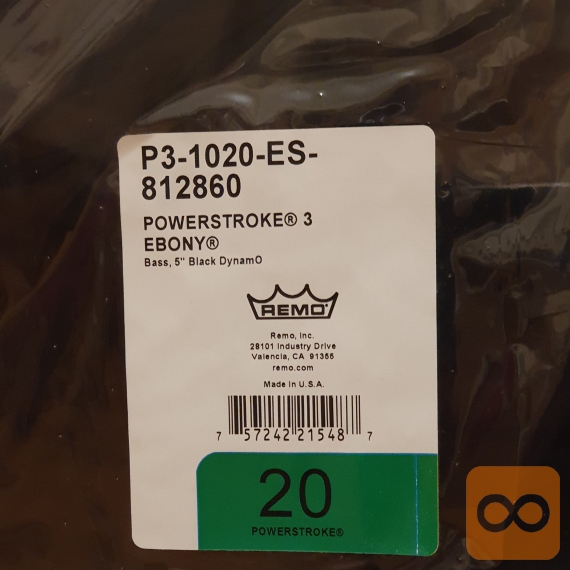 P3-1020-ES-
812860
POWERSTROKE® 3
EBONY®
Bass, 5" Black DynamO
REMO
Remo, Inc.
28101 Industry Drive
Valencia, CA 91355
remo.com
Made in U.S.A.
7 57242 21548 7
20
POWERSTROKE®